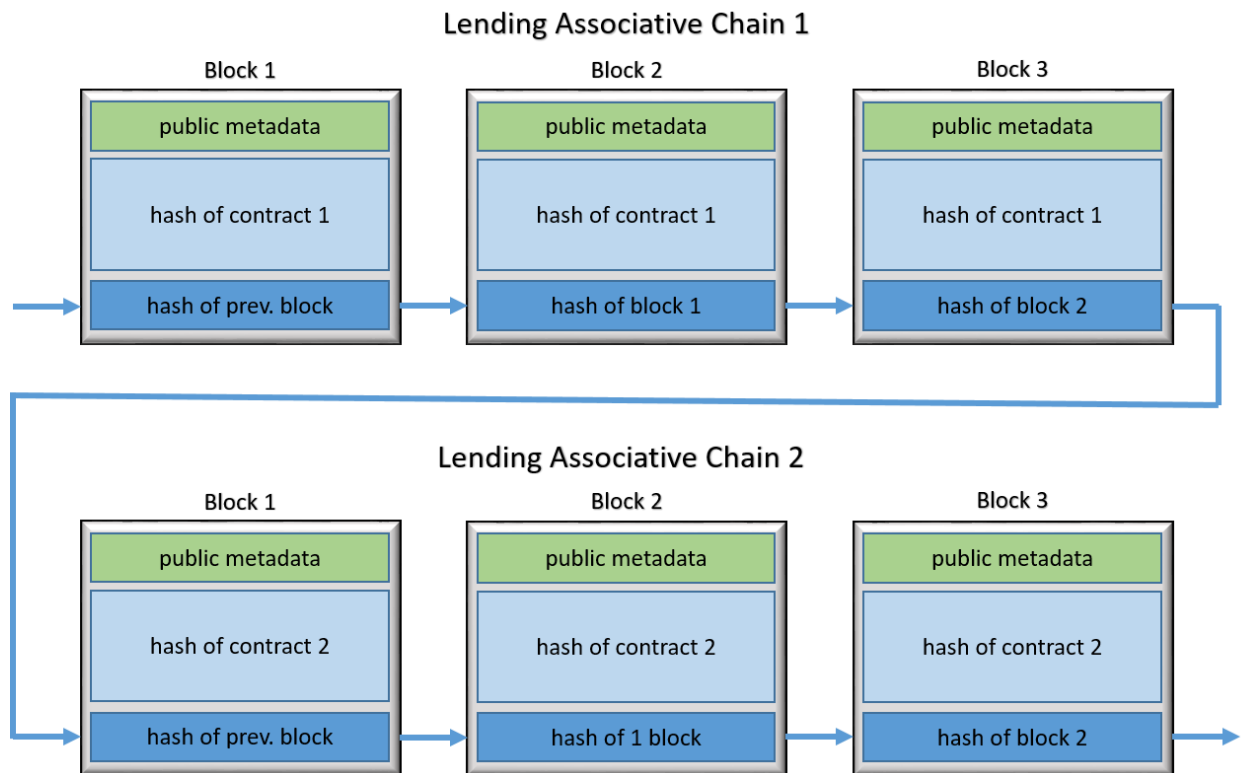 Lending Associative Chain 1
Block 1
Block 2
Block 3
public metadata
public metadata
public metadata
hash of contract 1
hash of contract 1
hash of contract 1
hash of prev. block
hash of block 1
hash of block 2
Lending Associative Chain 2
Block 1
Block 2
Block 3
public metadata
public metadata
public metadata
hash of contract 2
hash of contract 2
hash of contract 2
hash of prev. block
hash of 1 block
hash of block 2